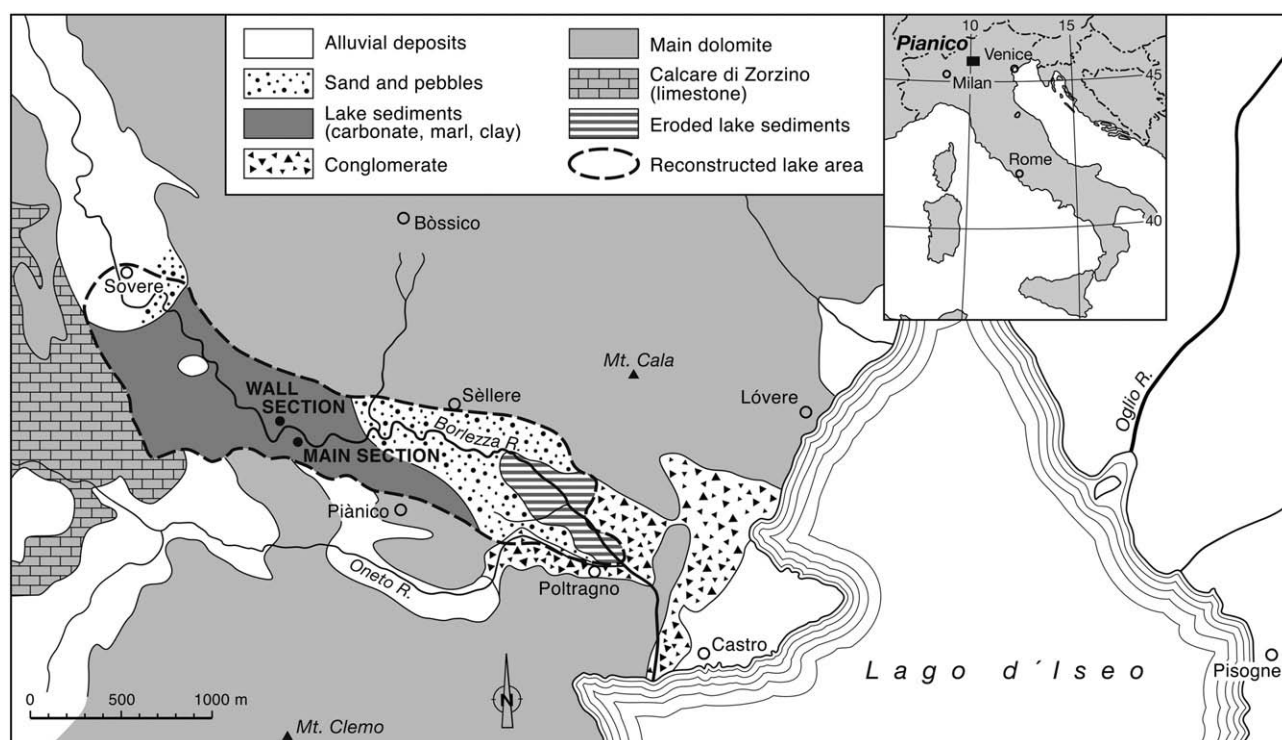 Alluvial deposits
Sand and pebbles
Lake sediments
(carbonate, marl, clay)
Conglomerate
Main dolomite
Calcare di Zorzino
(limestone)
Eroded lake sediments
Reconstructed lake area
10
15
Pianico
Venice
Milan
45
Rome
40
Bòssico
Sovere
Mt. Cala
WALL
SECTION
Sèllere
Lóvere
Borlezza R.
MAIN SECTION
Oglio R.
Piànico
Oneto R.
Poltragno
Castro
Lago d´Iseo
Pisogne
0 500 1000 m
N
Mt. Clemo